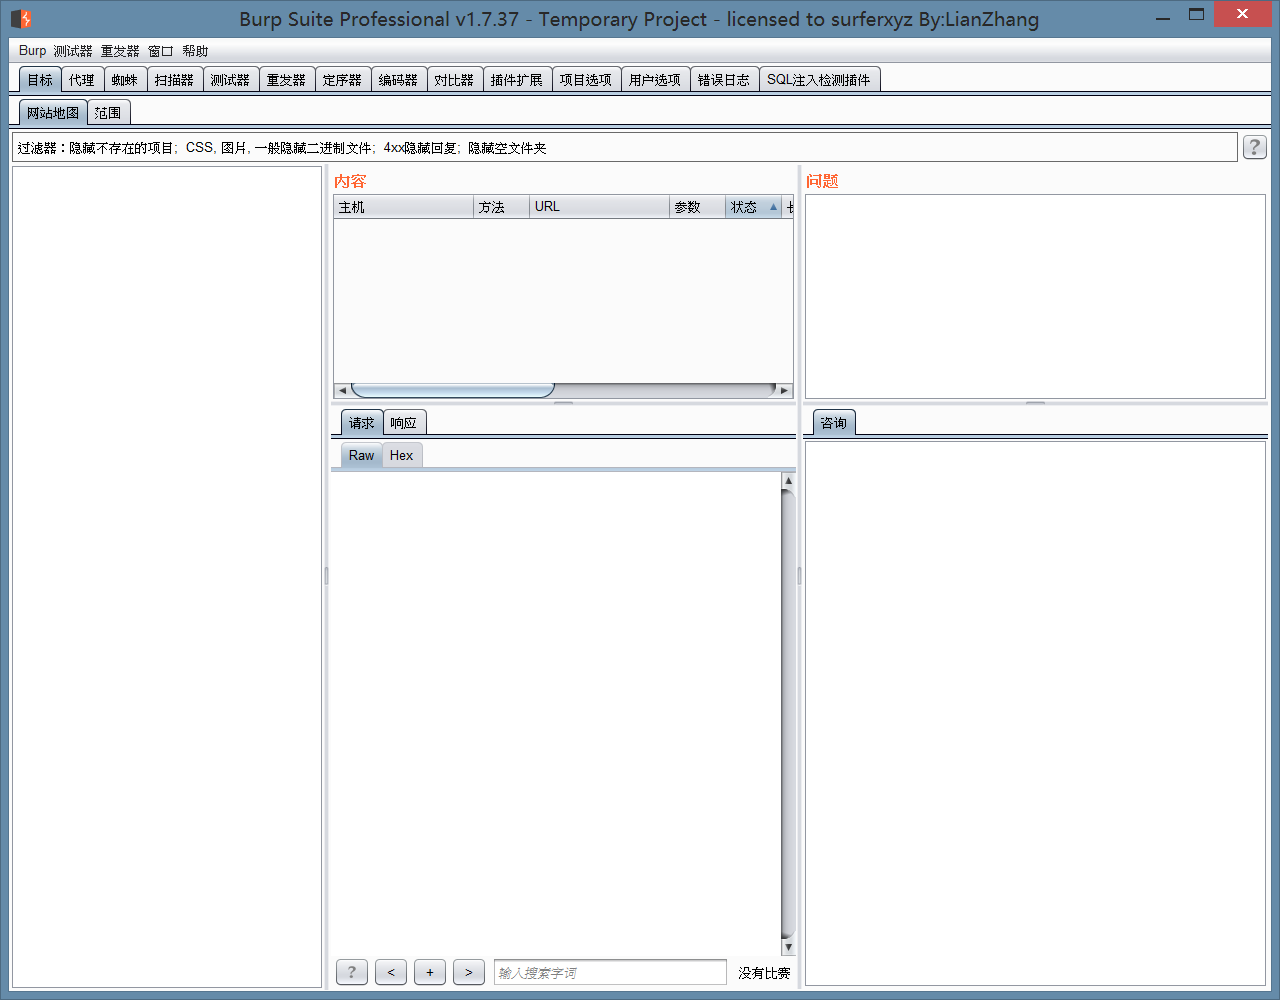 Burp Suite Professional v1.7.37 - Temporary Project - licensed to surferxyz By:LianZhang
Burp 测试器 重发器 窗口 帮助
目标 代理 蜘蛛 扫描器 测试器 重发器 定序器 编码器 对比器 插件扩展 项目选项 用户选项 错误日志 SQL注入检测插件
网站地图 范围
过滤器：隐藏不存在的项目; CSS, 图片, 一般隐藏二进制文件; 4xx隐藏回复; 隐藏空文件夹 ?
内容
主机 方法 URL 参数 状态
请求 响应
Raw Hex
? < + > 输入搜索字词 没有比赛
问题
咨询